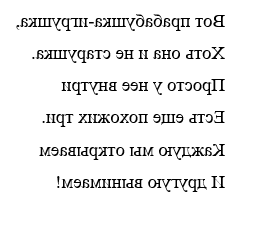 Вот прабабушка-игрушка,
Хоть она и не старушка.
Просто у нее внутри
Есть еще похожих три.
Каждую мы открываем
И другую вынимаем!